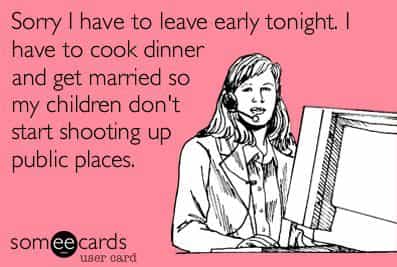 Sorry I have to leave early tonight. I
have to cook dinner
and get married so
my children don't
start shooting up
public places.
someecards
user card